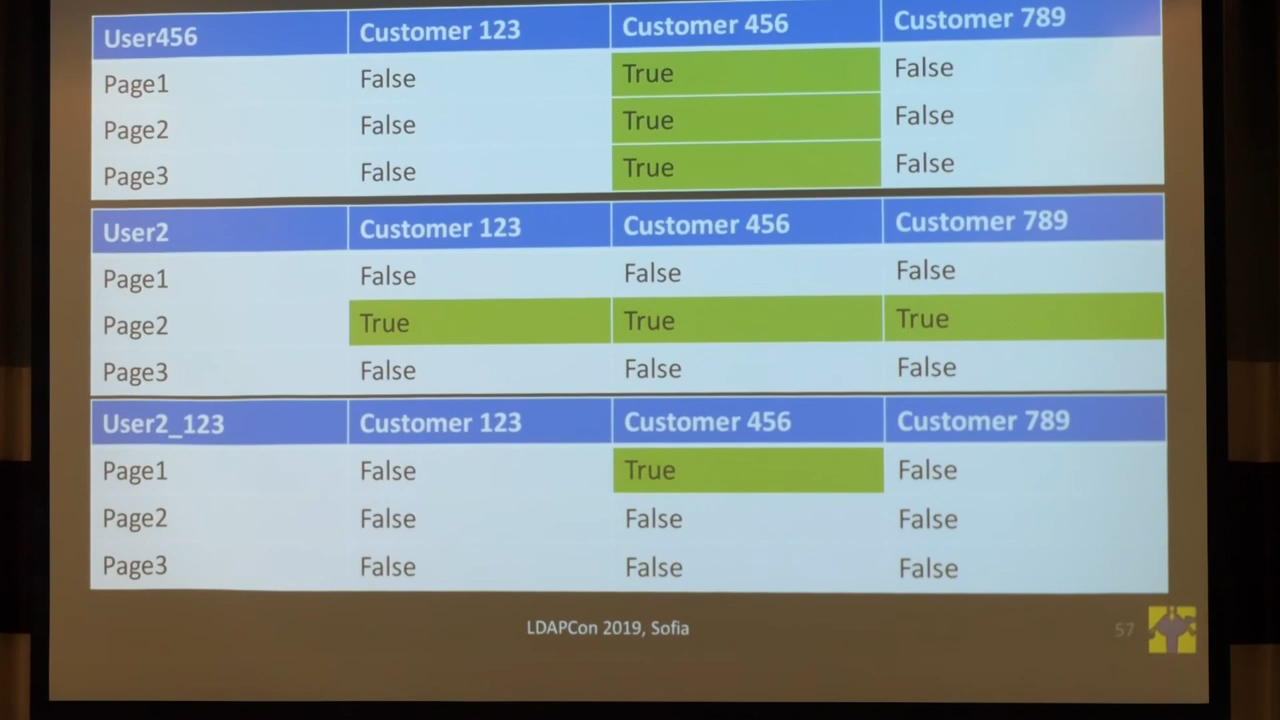 User456 Customer 123 Customer 456 Customer 789
Page1 False True False
Page2 False True False
Page3 False True False
User2 Customer 123 Customer 456 Customer 789
Page1 False False False
Page2 True True True
Page3 False False False
User2_123 Customer 123 Customer 456 Customer 789
Page1 False True False
Page2 False False False
Page3 False False False
LDAPCon 2019, Sofia 57